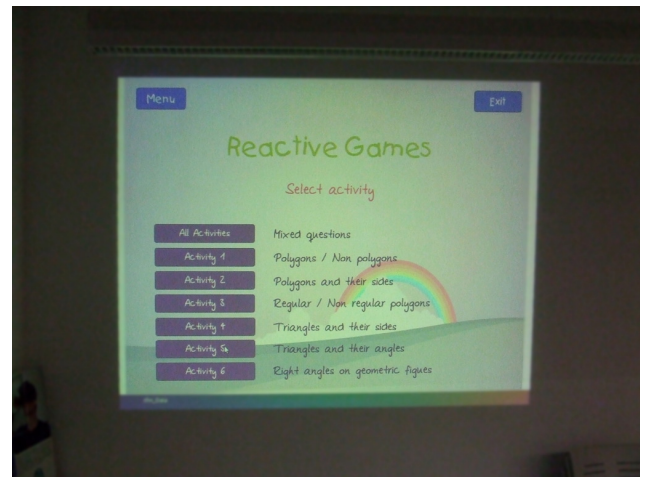 Menu
Exit
Reactive Games
Select activity
All Activities Mixed questions
Activity 1 Polygons / Non polygons
Activity 2 Polygons and their sides
Activity 3 Regular / Non regular polygons
Activity 4 Triangles and their sides
Activity 5 Triangles and their angles
Activity 6 Right angles on geometric figues